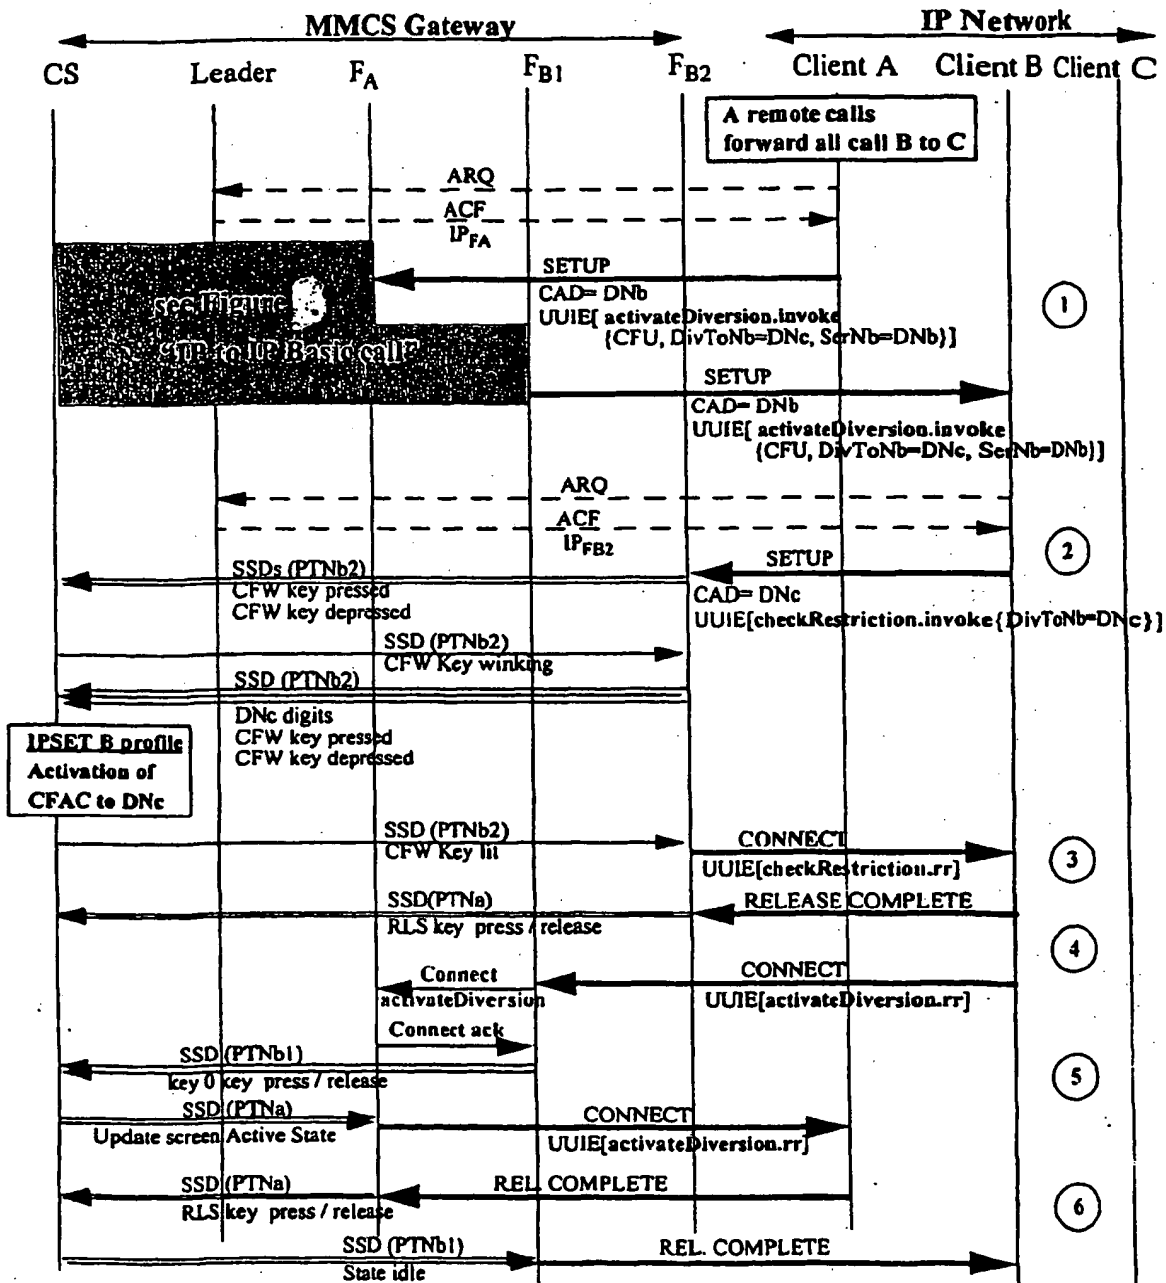 MMCS Gateway
IP Network
CS Leader FA FB1 FB2 Client A Client B Client C
A remote calls
forward all call B to C
ARQ
ACF
IPFA
see Figure
"IP to IP Basic call"
SETUP
CAD= DNb
UUIE[ activateDiversion.invoke
{CFU, DivToNb=DNc, SerNb=DNb}]
1
SETUP
CAD= DNb
UUIE[ activateDiversion.invoke
{CFU, DivToNb=DNc, SerNb=DNb}]
ARQ
ACF
IPFB2
2
SETUP
CAD= DNc
UUIE[checkRestriction.invoke{DivToNb=DNc}]
SSDs (PTNb2)
CFW key pressed
CFW key depressed
SSD (PTNb2)
CFW Key winking
SSD (PTNb2)
DNc digits
CFW key pressed
CFW key depressed
IPSET B profile
Activation of
CFAC to DNc
SSD (PTNb2)
CFW Key lit
CONNECT
UUIE[checkRestriction.rr]
3
SSD(PTNa)
RLS key press / release
RELEASE COMPLETE
4
Connect
activateDiversion
CONNECT
UUIE[activateDiversion.rr]
Connect ack
SSD (PTNb1)
key 0 key press / release
5
SSD (PTNa)
Update screen Active State
CONNECT
UUIE[activateDiversion.rr]
SSD (PTNa)
RLS key press / release
REL. COMPLETE
6
SSD (PTNb1)
State idle
REL. COMPLETE